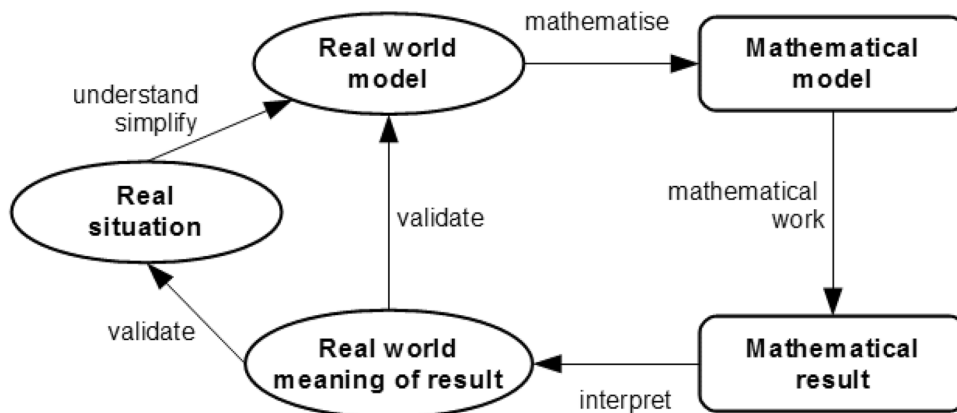 Real world
model
mathematise
Mathematical
model
understand
simplify
Real
situation
validate
mathematical
work
validate
Real world
meaning of result
interpret
Mathematical
result